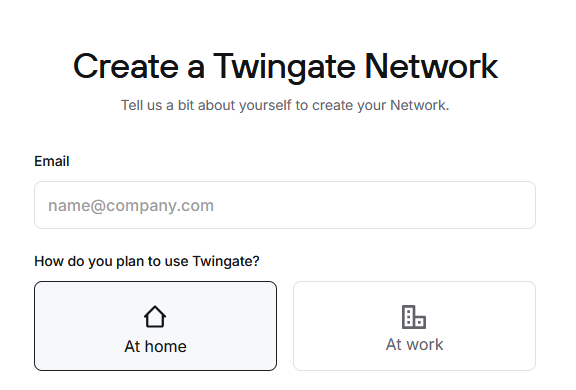 Create a Twingate Network
Tell us a bit about yourself to create your Network.
Email
name@company.com
How do you plan to use Twingate?
At home
At work